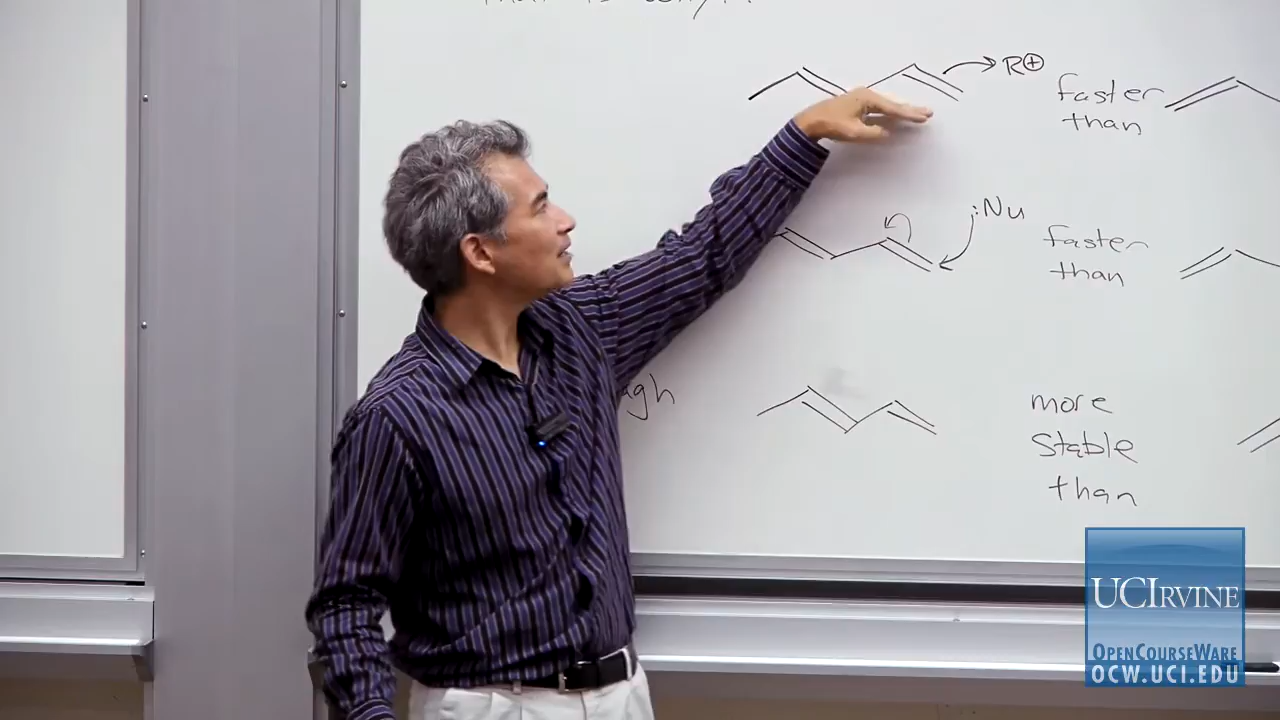 R⊕
faster
than
:Nu
faster
than
more
stable
than
UCIRVINE
OPENCOURSEWARE
OCW.UCI.EDU